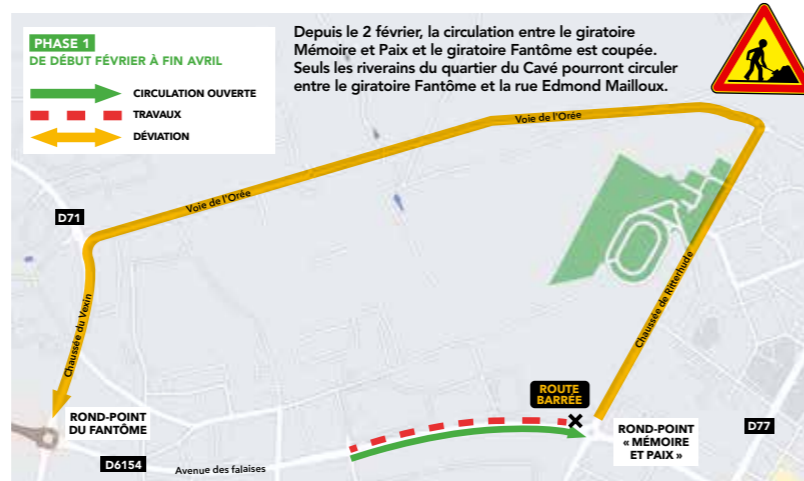 PHASE 1
DE DÉBUT FÉVRIER À FIN AVRIL
CIRCULATION OUVERTE
TRAVAUX
DÉVIATION
Depuis le 2 février, la circulation entre le giratoire
Mémoire et Paix et le giratoire Fantôme est coupée.
Seuls les riverains du quartier du Cavé pourront circuler
entre le giratoire Fantôme et la rue Edmond Mailloux.
Voie de l'Orée
Voie de l'Orée
D71
Chaussée du Vexin
Chaussée de Ritterhude
ROUTE
BARRÉE
ROND-POINT
DU FANTÔME
ROND-POINT
« MÉMOIRE
ET PAIX »
D77
D6154
Avenue des falaises